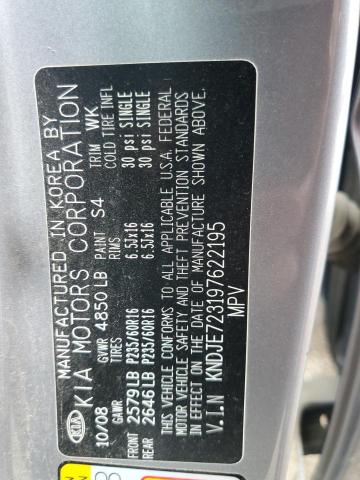 MANUFACTURED IN KOREA BY
KIA KIA MOTORS CORPORATION
10/08 GVWR 4850LB PAINT S4 TRIM WK
GAWR TIRES RIMS COLD TIRE INFL
FRONT 2579LB P235/60R16 6.5Jx16 30 psi SINGLE
REAR 2646LB P235/60R16 6.5Jx16 30 psi SINGLE
THIS VEHICLE CONFORMS TO ALL APPLICABLE U.S.A. FEDERAL
MOTOR VEHICLE SAFETY AND THEFT PREVENTION STANDARDS
IN EFFECT ON THE DATE OF MANUFACTURE SHOWN ABOVE.
V.I.N KNDJE723197622195
MPV